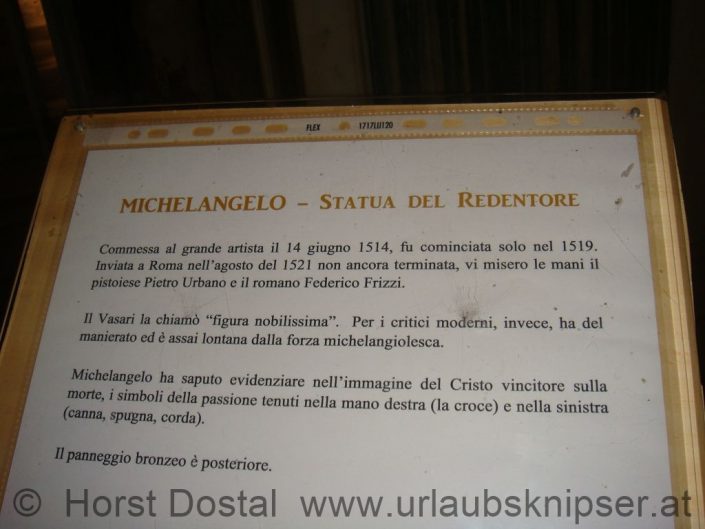 FLEX 1717LU120
MICHELANGELO – STATUA DEL REDENTORE
Commessa al grande artista il 14 giugno 1514, fu cominciata solo nel 1519.
Inviata a Roma nell'agosto del 1521 non ancora terminata, vi misero le mani il
pistoiese Pietro Urbano e il romano Federico Frizzi.
Il Vasari la chiamò "figura nobilissima". Per i critici moderni, invece, ha del
manierato ed è assai lontana dalla forza michelangiolesca.
Michelangelo ha saputo evidenziare nell'immagine del Cristo vincitore sulla
morte, i simboli della passione tenuti nella mano destra (la croce) e nella sinistra
(canna, spugna, corda).
Il panneggio bronzeo è posteriore.
© Horst Dostal www.urlaubsknipser.at